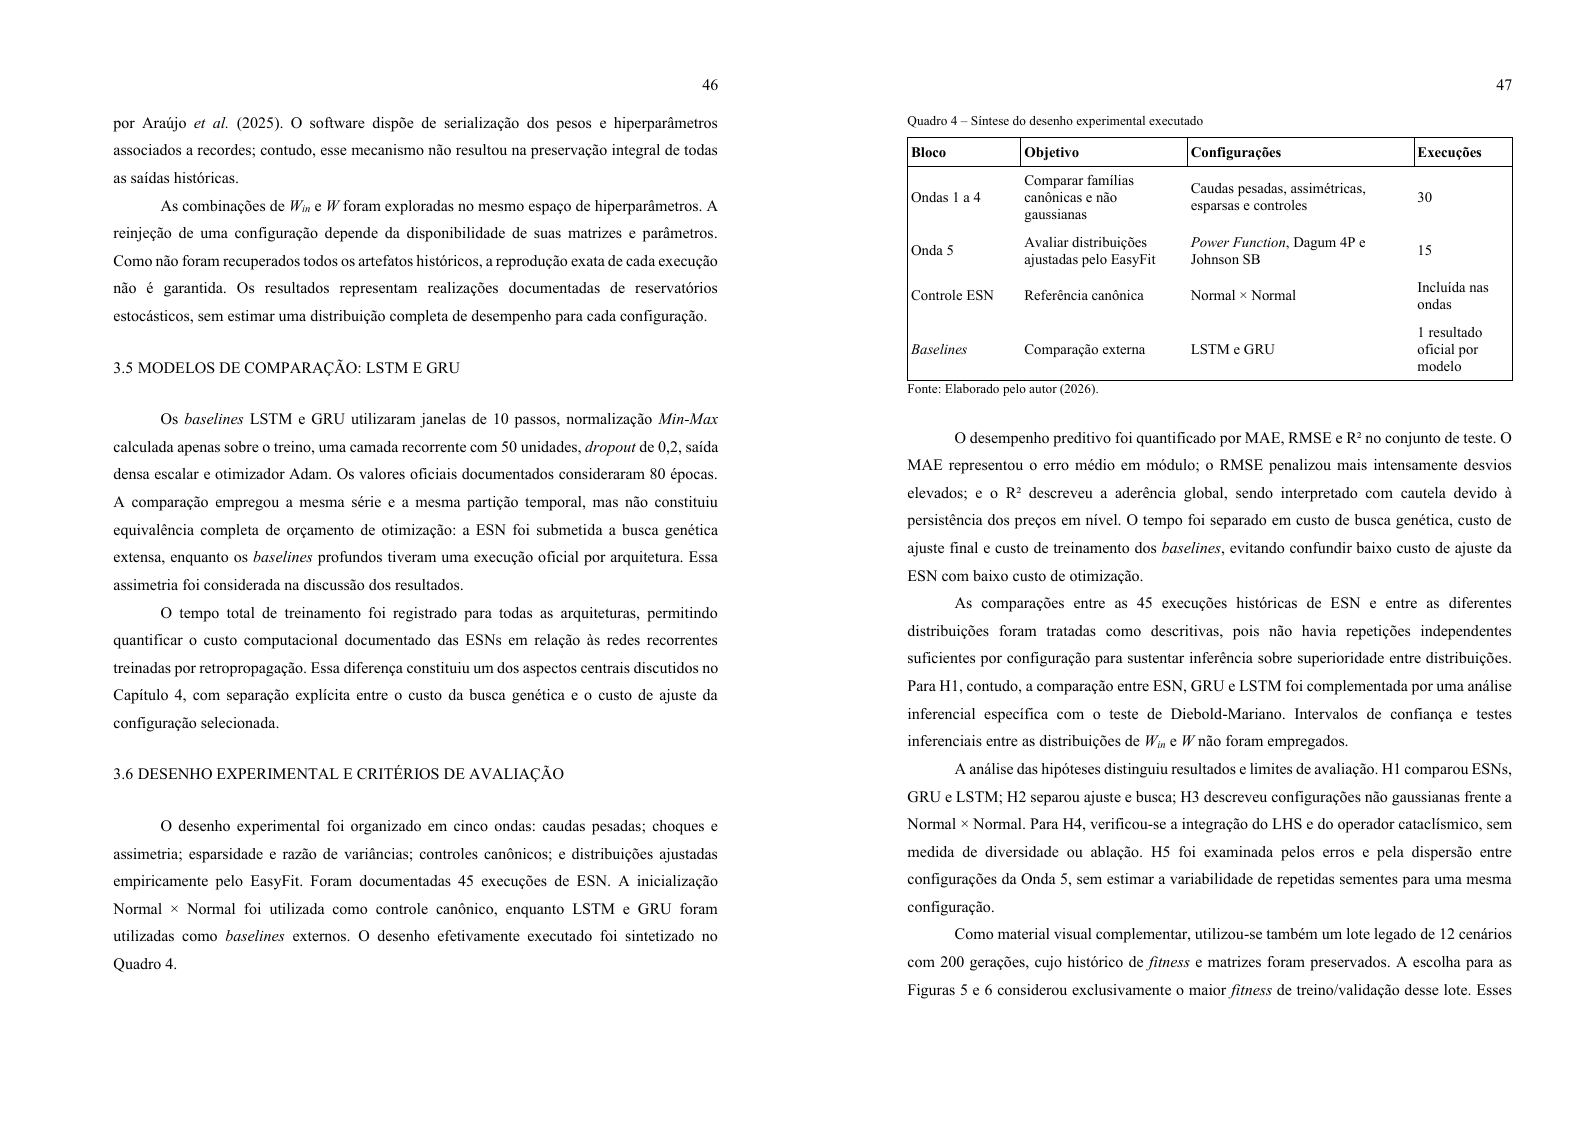 46
por Araújo et al. (2025). O software dispõe de serialização dos pesos e hiperparâmetros
associados a recordes; contudo, esse mecanismo não resultou na preservação integral de todas
as saídas históricas.
As combinações de Win e W foram exploradas no mesmo espaço de hiperparâmetros. A
reinjeção de uma configuração depende da disponibilidade de suas matrizes e parâmetros.
Como não foram recuperados todos os artefatos históricos, a reprodução exata de cada execução
não é garantida. Os resultados representam realizações documentadas de reservatórios
estocásticos, sem estimar uma distribuição completa de desempenho para cada configuração.
3.5 MODELOS DE COMPARAÇÃO: LSTM E GRU
Os baselines LSTM e GRU utilizaram janelas de 10 passos, normalização Min-Max
calculada apenas sobre o treino, uma camada recorrente com 50 unidades, dropout de 0,2, saída
densa escalar e otimizador Adam. Os valores oficiais documentados consideraram 80 épocas.
A comparação empregou a mesma série e a mesma partição temporal, mas não constituiu
equivalência completa de orçamento de otimização: a ESN foi submetida a busca genética
extensa, enquanto os baselines profundos tiveram uma execução oficial por arquitetura. Essa
assimetria foi considerada na discussão dos resultados.
O tempo total de treinamento foi registrado para todas as arquiteturas, permitindo
quantificar o custo computacional documentado das ESNs em relação às redes recorrentes
treinadas por retropropagação. Essa diferença constituiu um dos aspectos centrais discutidos no
Capítulo 4, com separação explícita entre o custo da busca genética e o custo de ajuste da
configuração selecionada.
3.6 DESENHO EXPERIMENTAL E CRITÉRIOS DE AVALIAÇÃO
O desenho experimental foi organizado em cinco ondas: caudas pesadas; choques e
assimetria; esparsidade e razão de variâncias; controles canônicos; e distribuições ajustadas
empiricamente pelo EasyFit. Foram documentadas 45 execuções de ESN. A inicialização
Normal × Normal foi utilizada como controle canônico, enquanto LSTM e GRU foram
utilizadas como baselines externos. O desenho efetivamente executado foi sintetizado no
Quadro 4.
47
Quadro 4 – Síntese do desenho experimental executado
Bloco Objetivo Configurações Execuções
Ondas 1 a 4
Comparar famílias
canônicas e não
gaussianas
Caudas pesadas, assimétricas,
esparsas e controles
30
Onda 5
Avaliar distribuições
ajustadas pelo EasyFit
Power Function, Dagum 4P e
Johnson SB
15
Controle ESN
Referência canônica
Normal × Normal
Incluída nas
ondas
Baselines
Comparação externa
LSTM e GRU
1 resultado
oficial por
modelo
Fonte: Elaborado pelo autor (2026).
O desempenho preditivo foi quantificado por MAE, RMSE e R² no conjunto de teste. O
MAE representou o erro médio em módulo; o RMSE penalizou mais intensamente desvios
elevados; e o R² descreveu a aderência global, sendo interpretado com cautela devido à
persistência dos preços em nível. O tempo foi separado em custo de busca genética, custo de
ajuste final e custo de treinamento dos baselines, evitando confundir baixo custo de ajuste da
ESN com baixo custo de otimização.
As comparações entre as 45 execuções históricas de ESN e entre as diferentes
distribuições foram tratadas como descritivas, pois não havia repetições independentes
suficientes por configuração para sustentar inferência sobre superioridade entre distribuições.
Para H1, contudo, a comparação entre ESN, GRU e LSTM foi complementada por uma análise
inferencial específica com o teste de Diebold-Mariano. Intervalos de confiança e testes
inferenciais entre as distribuições de Win e W não foram empregados.
A análise das hipóteses distinguiu resultados e limites de avaliação. H1 comparou ESNs,
GRU e LSTM; H2 separou ajuste e busca; H3 descreveu configurações não gaussianas frente a
Normal × Normal. Para H4, verificou-se a integração do LHS e do operador cataclísmico, sem
medida de diversidade ou ablação. H5 foi examinada pelos erros e pela dispersão entre
configurações da Onda 5, sem estimar a variabilidade de repetidas sementes para uma mesma
configuração.
Como material visual complementar, utilizou-se também um lote legado de 12 cenários
com 200 gerações, cujo histórico de fitness e matrizes foram preservados. A escolha para as
Figuras 5 e 6 considerou exclusivamente o maior fitness de treino/validação desse lote. Esses